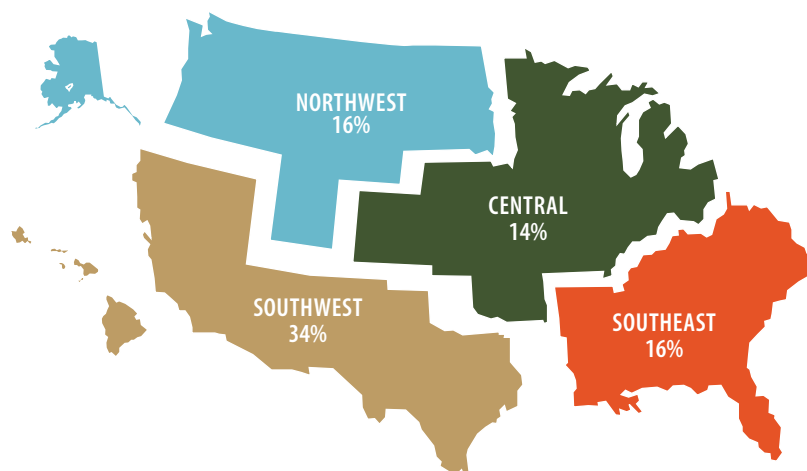 NORTHWEST
16%
CENTRAL
14%
SOUTHWEST
34%
SOUTHEAST
16%